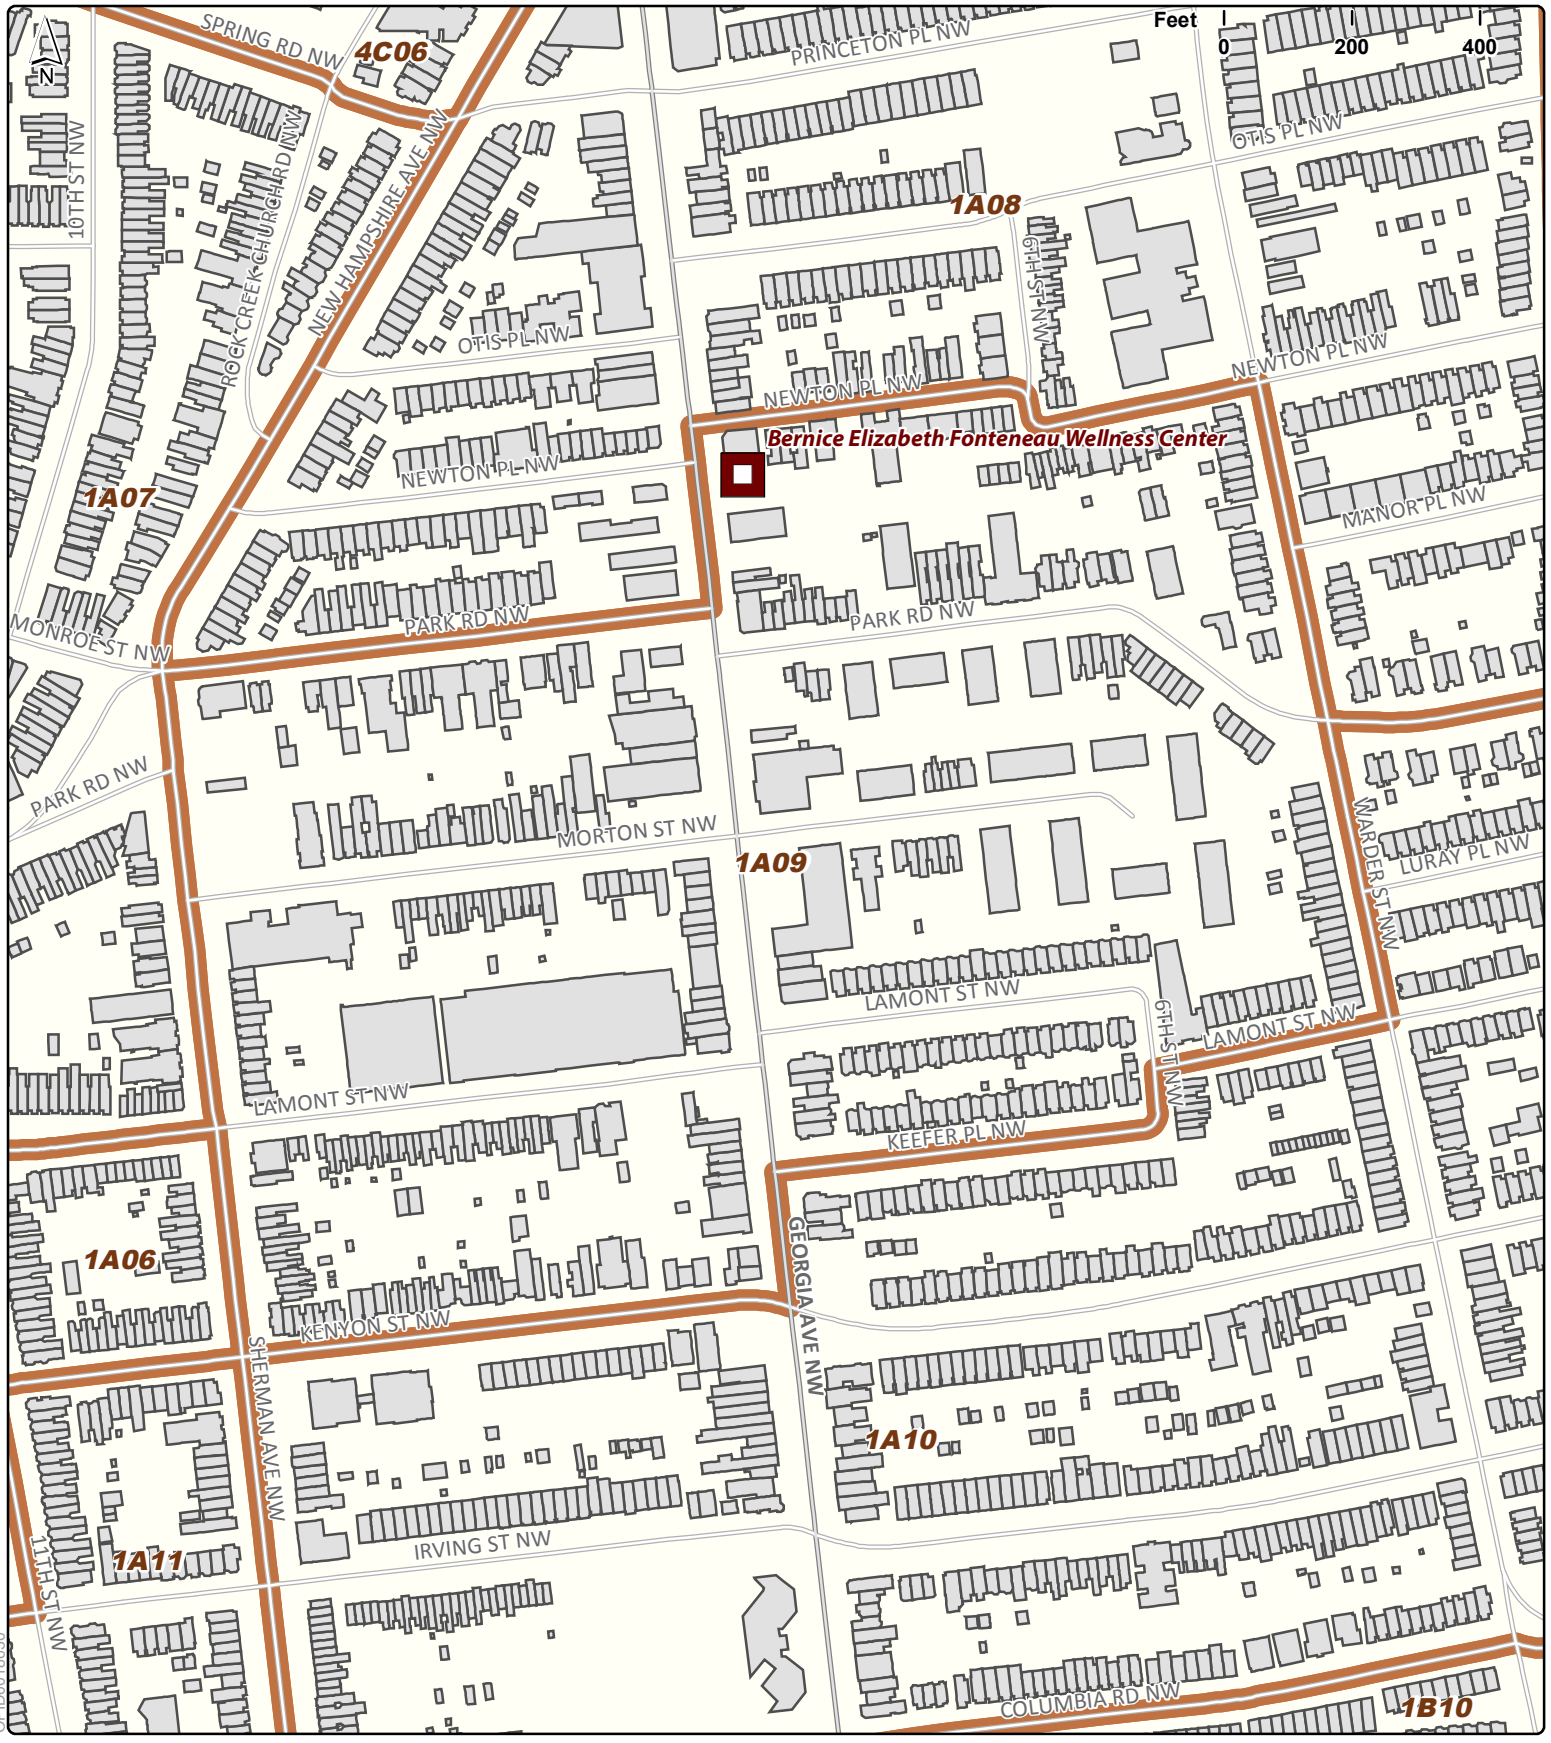 SPRING RD NW
4C06
PRINCETON PL NW
Feet
0
200
400
N
10TH ST NW
ROCK CREEK CHURCH RD NW
NEW HAMPSHIRE AVE NW
OTIS PL NW
1A08
6TH ST NW
OTIS PL NW
NEWTON PL NW
NEWTON PL NW
Bernice Elizabeth Fonteneau Wellness Center
NEWTON PL NW
1A07
MANOR PL NW
MONROE ST NW
PARK RD NW
PARK RD NW
PARK RD NW
MORTON ST NW
1A09
WARDER ST NW
LURAY PL NW
LAMONT ST NW
6TH ST NW
LAMONT ST NW
LAMONT ST NW
KEEFER PL NW
1A06
GEORGIA AVE NW
KENYON ST NW
SHERMAN AVE NW
1A10
IRVING ST NW
1A11
11TH ST NW
COLUMBIA RD NW
1B10